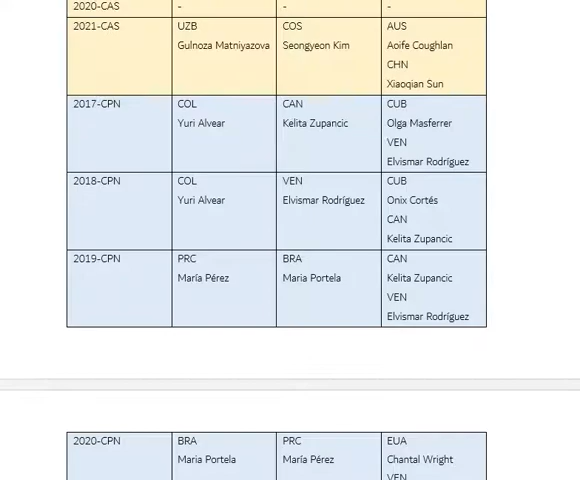 2020-CAS - - -
2021-CAS UZB COS AUS
Gulnoza Matniyazova Seongyeon Kim Aoife Coughlan
CHN
Xiaoqian Sun
2017-CPN COL CAN CUB
Yuri Alvear Kelita Zupancic Olga Masferrer
VEN
Elvismar Rodríguez
2018-CPN COL VEN CUB
Yuri Alvear Elvismar Rodríguez Onix Cortés
CAN
Kelita Zupancic
2019-CPN PRC BRA CAN
María Pérez Maria Portela Kelita Zupancic
VEN
Elvismar Rodríguez
2020-CPN BRA PRC EUA
Maria Portela María Pérez Chantal Wright
VEN